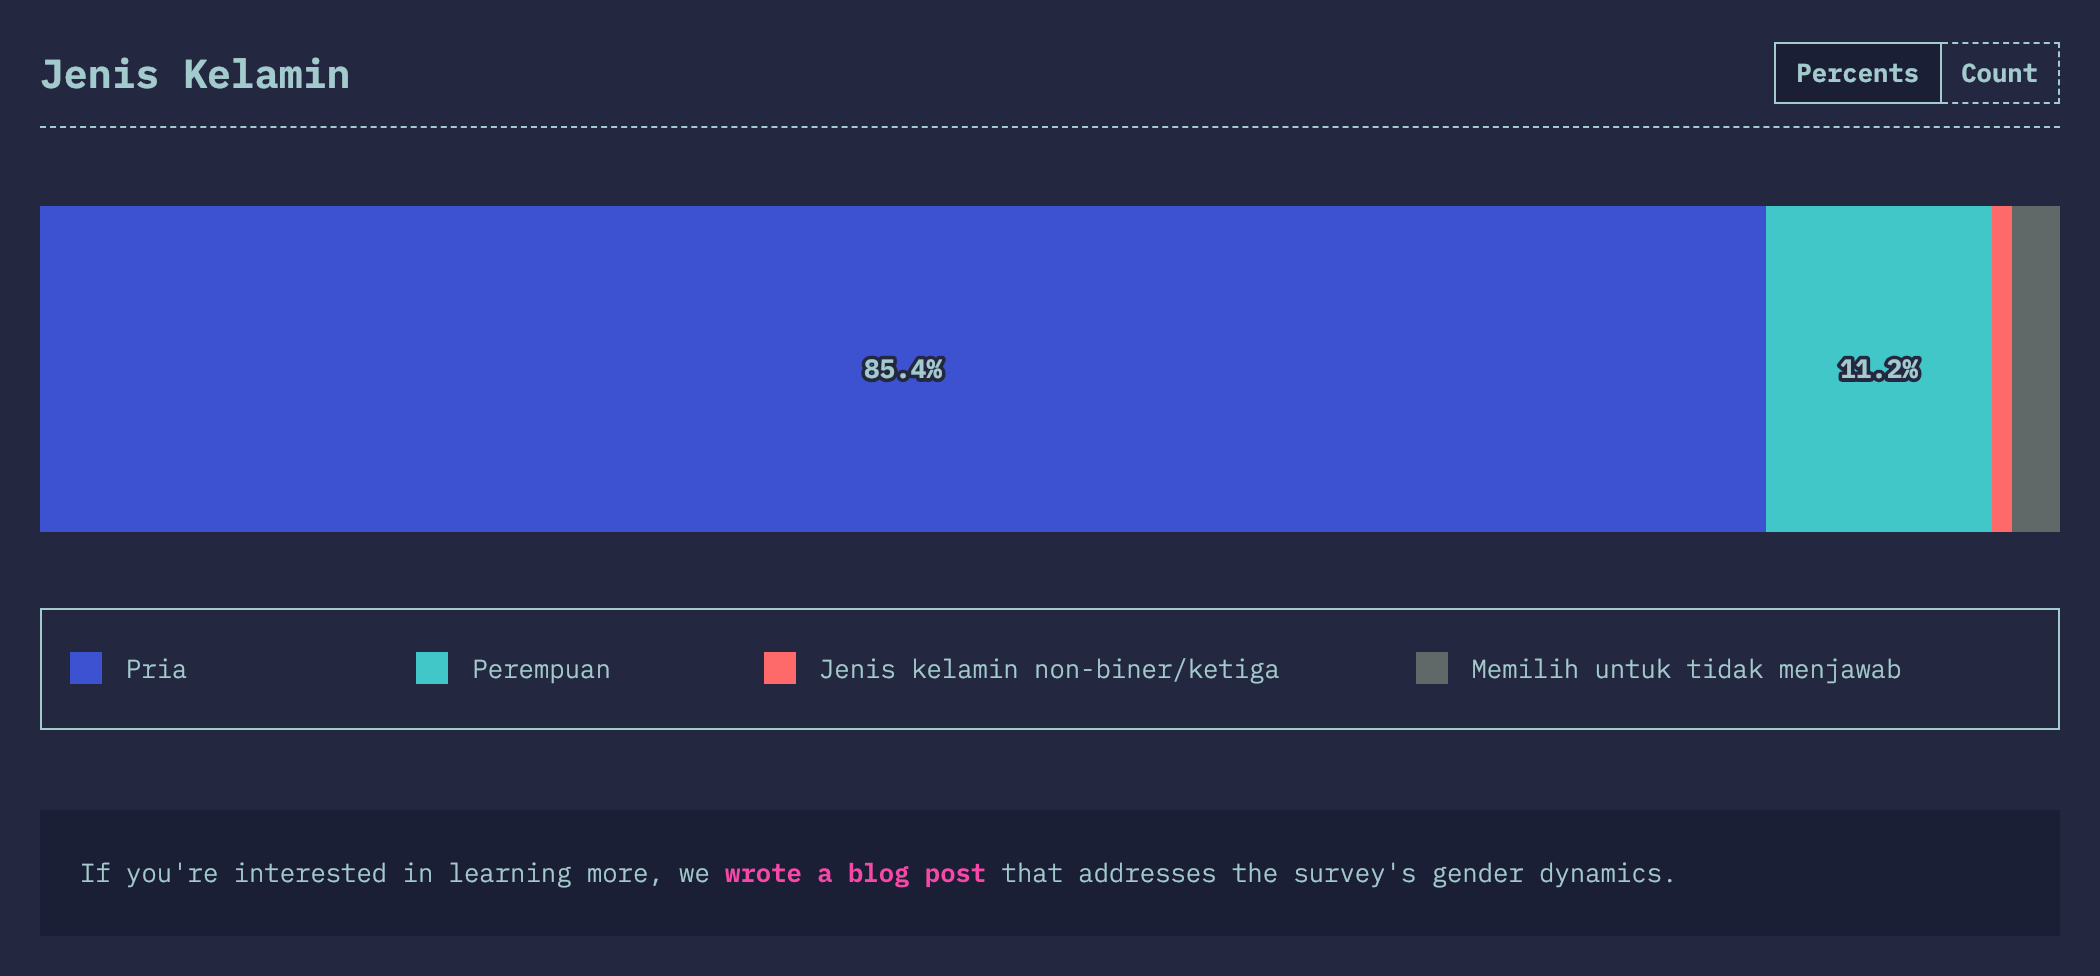 Jenis Kelamin
Percents Count
85.4% 11.2%
Pria Perempuan Jenis kelamin non-biner/ketiga Memilih untuk tidak menjawab
If you're interested in learning more, we wrote a blog post that addresses the survey's gender dynamics.